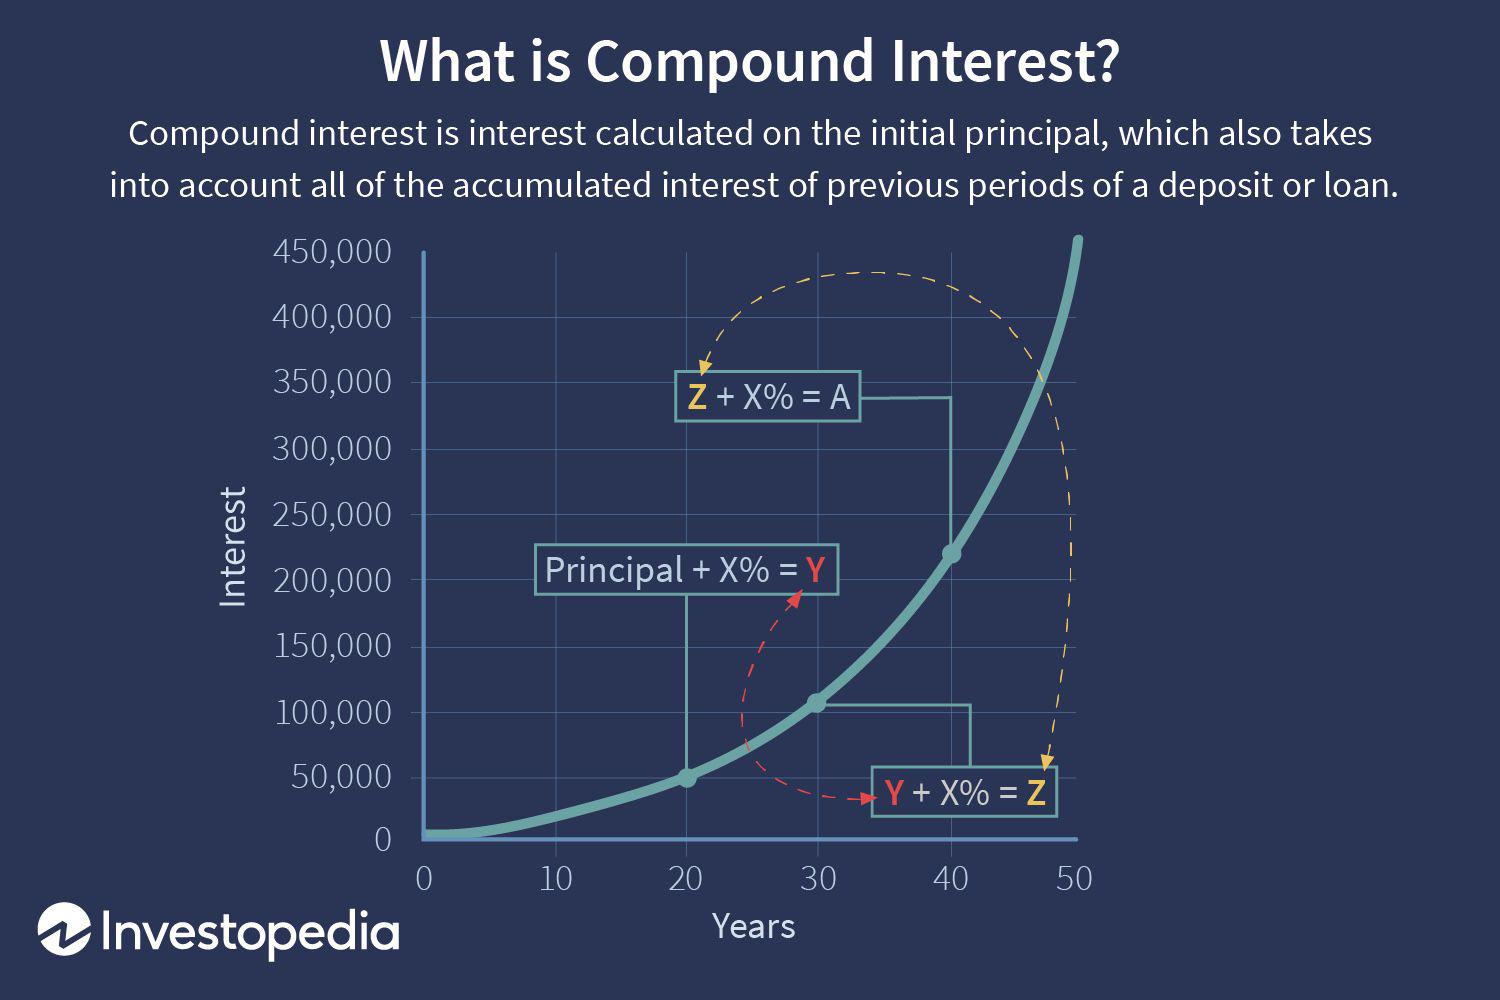 What is Compound Interest?
Compound interest is interest calculated on the initial principal, which also takes
into account all of the accumulated interest of previous periods of a deposit or loan.
450,000
400,000
350,000
300,000
250,000
200,000
150,000
100,000
50,000
0
Interest
Z + X% = A
Principal + X% = Y
Y + X% = Z
0 10 20 30 40 50
Years
Investopedia